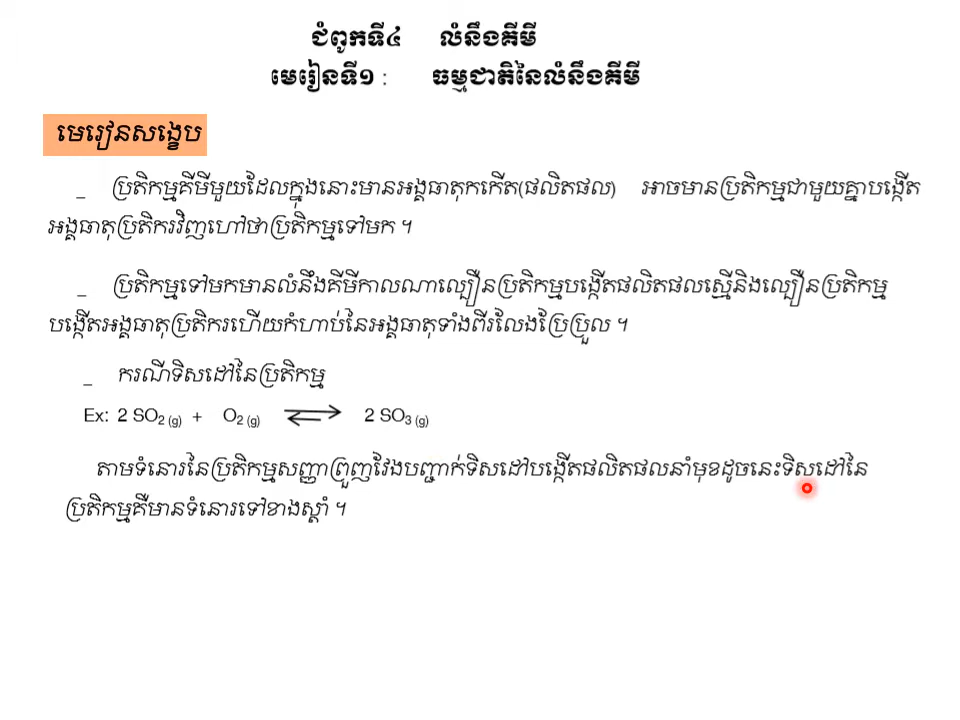 ជំពូកទី៤ លំនឹងគីមី
មេរៀនទី១ : ធម្មជាតិនៃលំនឹងគីមី
មេរៀនសង្ខេប
_ ប្រតិកម្មគីមីមួយដែលក្នុងនោះមានអង្គធាតុកកើត(ផលិតផល) អាចមានប្រតិកម្មជាមួយគ្នាបង្កើត
អង្គធាតុប្រតិករវិញហៅថាប្រតិកម្មទៅមក ។
_ ប្រតិកម្មទៅមកមានលំនឹងគីមីកាលណាល្បឿនប្រតិកម្មបង្កើតផលិតផលស្មើនិងល្បឿនប្រតិកម្ម
បង្កើតអង្គធាតុប្រតិករហើយកំហាប់នៃអង្គធាតុទាំងពីរលែងប្រែប្រួល ។
_ ករណីទិសដៅនៃប្រតិកម្ម
Ex: 2 SO2 (g) + O2 (g) ⇌ 2 SO3 (g)
តាមទំនោរនៃប្រតិកម្មសញ្ញាព្រួញវែងបញ្ជាក់ទិសដៅបង្កើតផលិតផលនាំមុខដូចនេះទិសដៅនៃ
ប្រតិកម្មគឺមានទំនោរទៅខាងស្តាំ ។